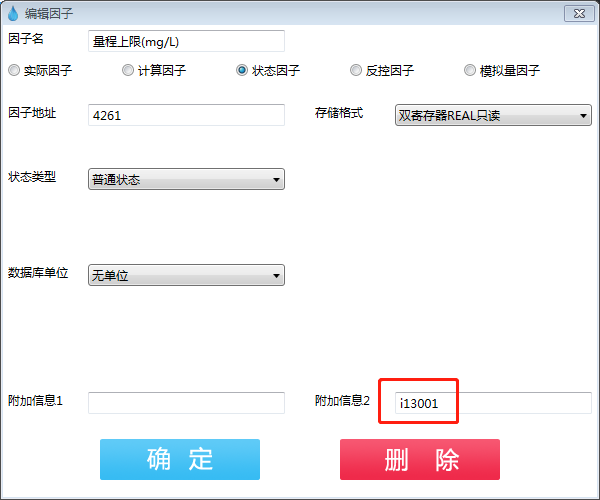 编辑因子
因子名 量程上限(mg/L)
实际因子 计算因子 状态因子 反控因子 模拟量因子
因子地址 4261 存储格式 双寄存器REAL只读
状态类型 普通状态
数据库单位 无单位
附加信息1 附加信息2 i13001
确 定 删 除